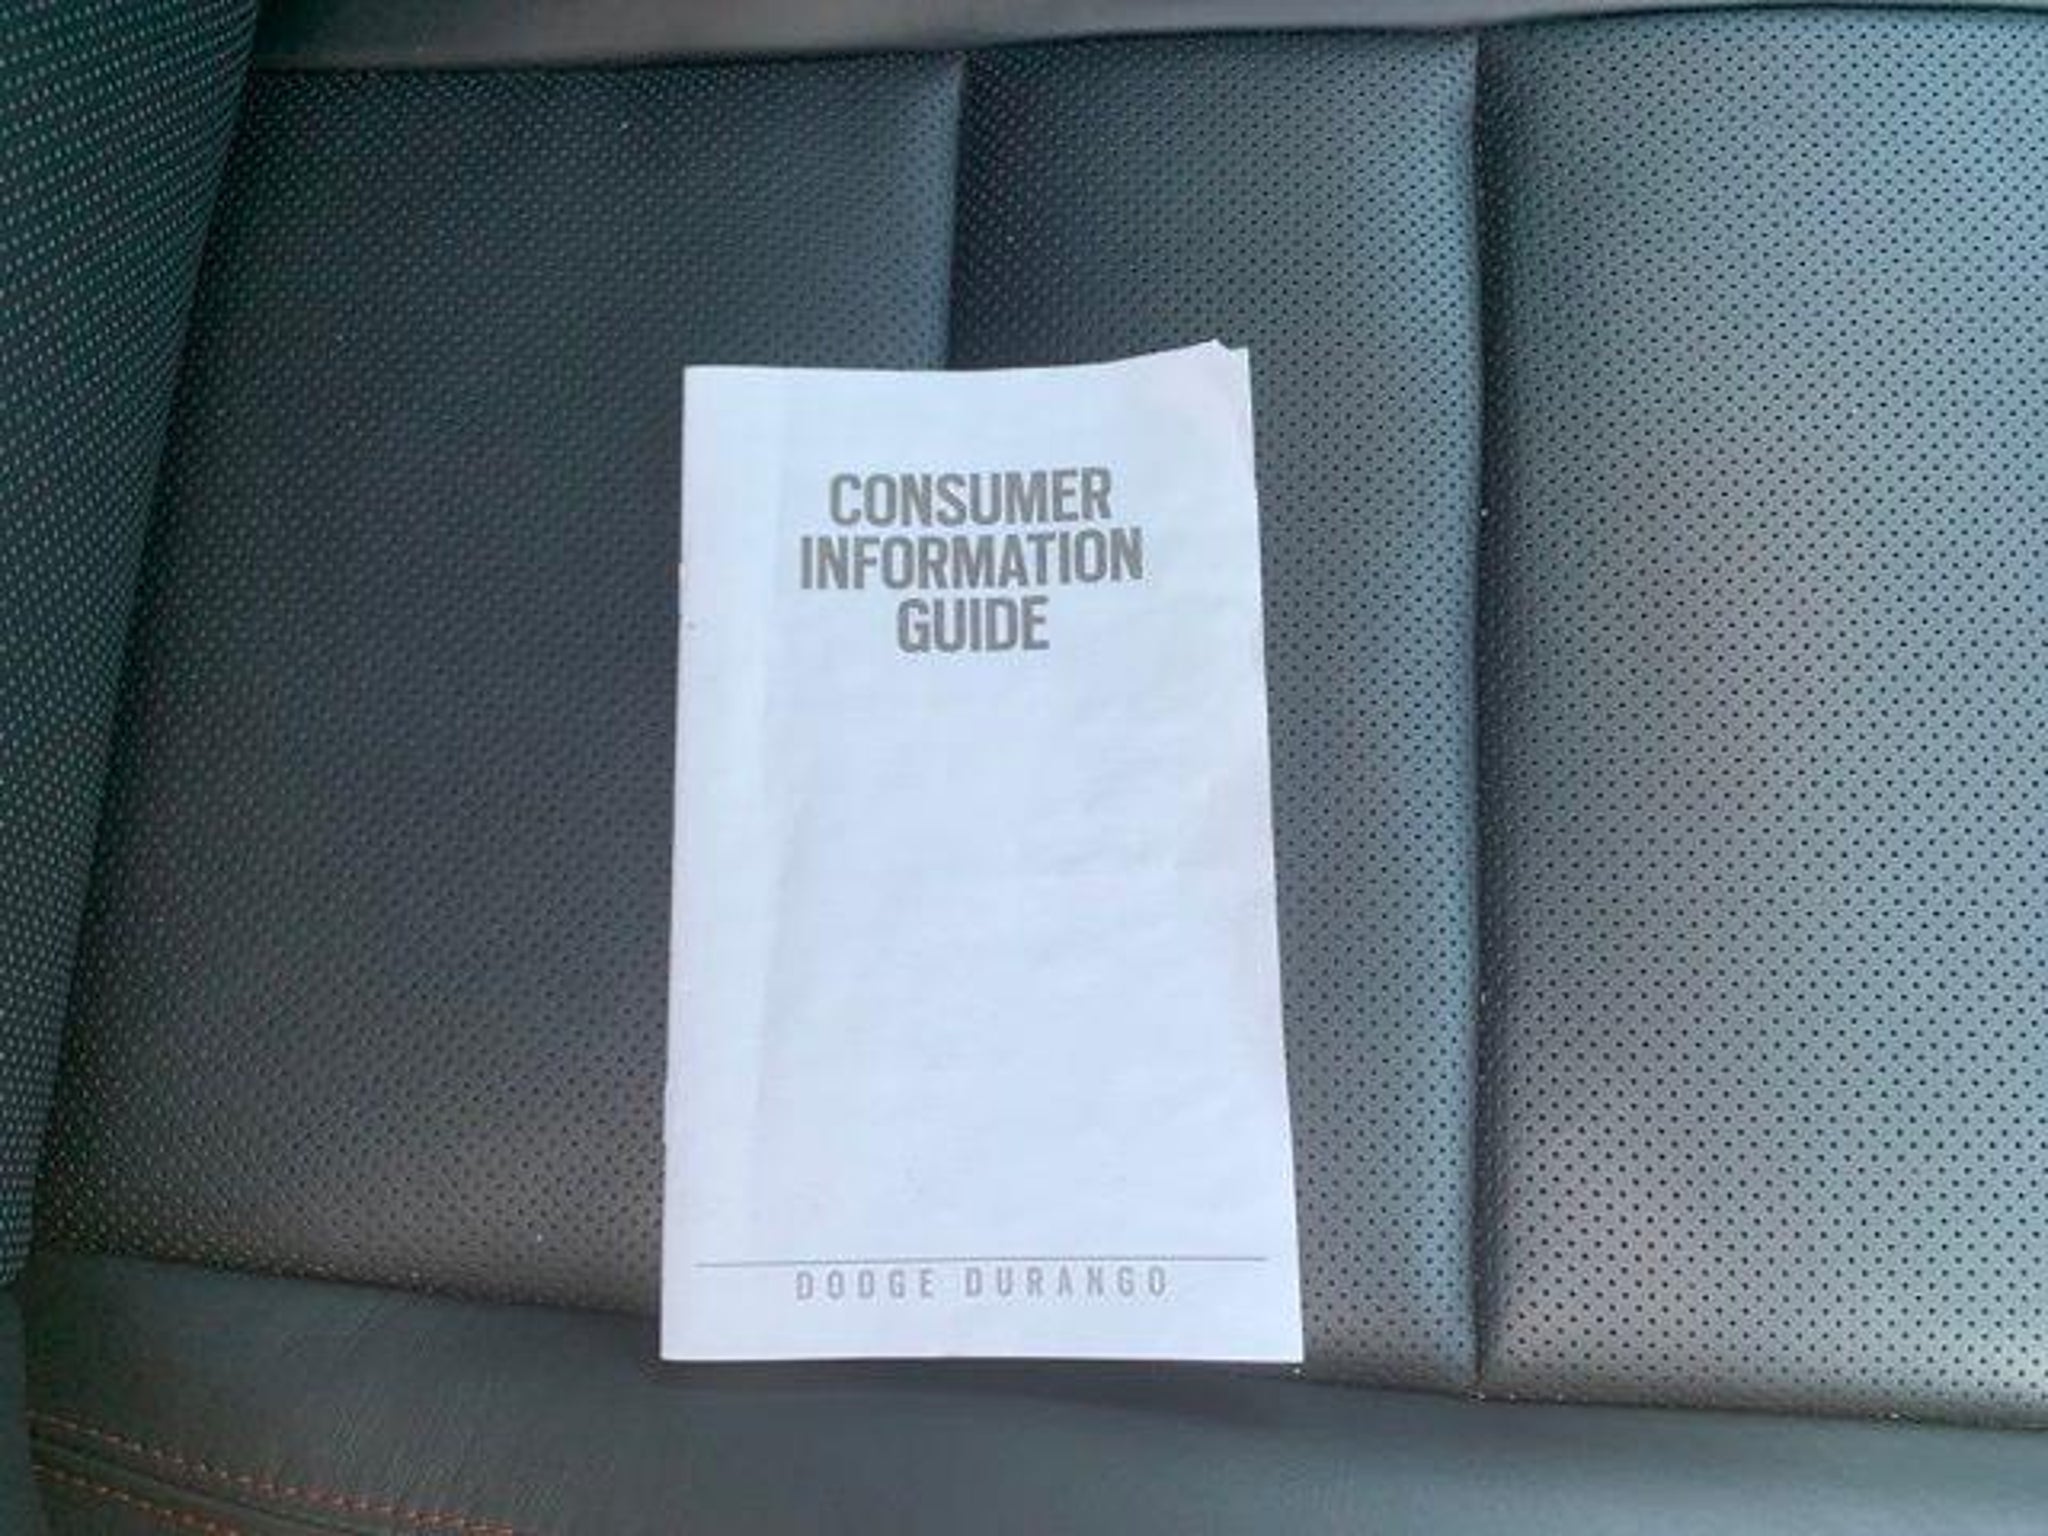 CONSUMER
INFORMATION
GUIDE
DODGE DURANGO